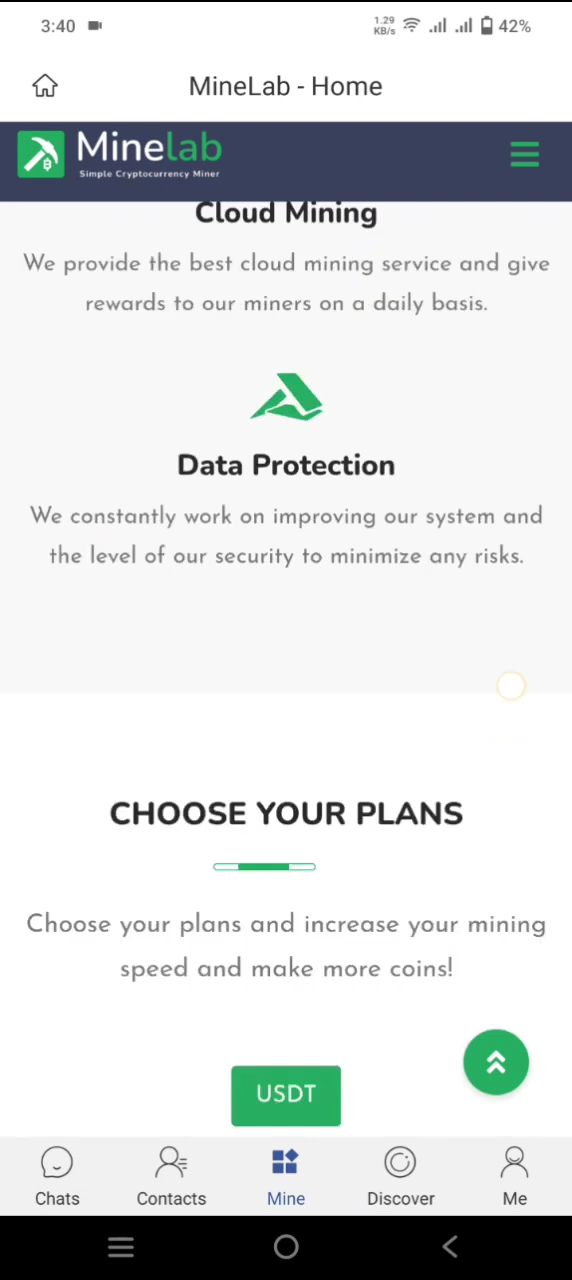 3:40
1.29
KB/s
42%
MineLab - Home
Minelab
Simple Cryptocurrency Miner
Cloud Mining
We provide the best cloud mining service and give
rewards to our miners on a daily basis.
Data Protection
We constantly work on improving our system and
the level of our security to minimize any risks.
CHOOSE YOUR PLANS
Choose your plans and increase your mining
speed and make more coins!
USDT
Chats
Contacts
Mine
Discover
Me